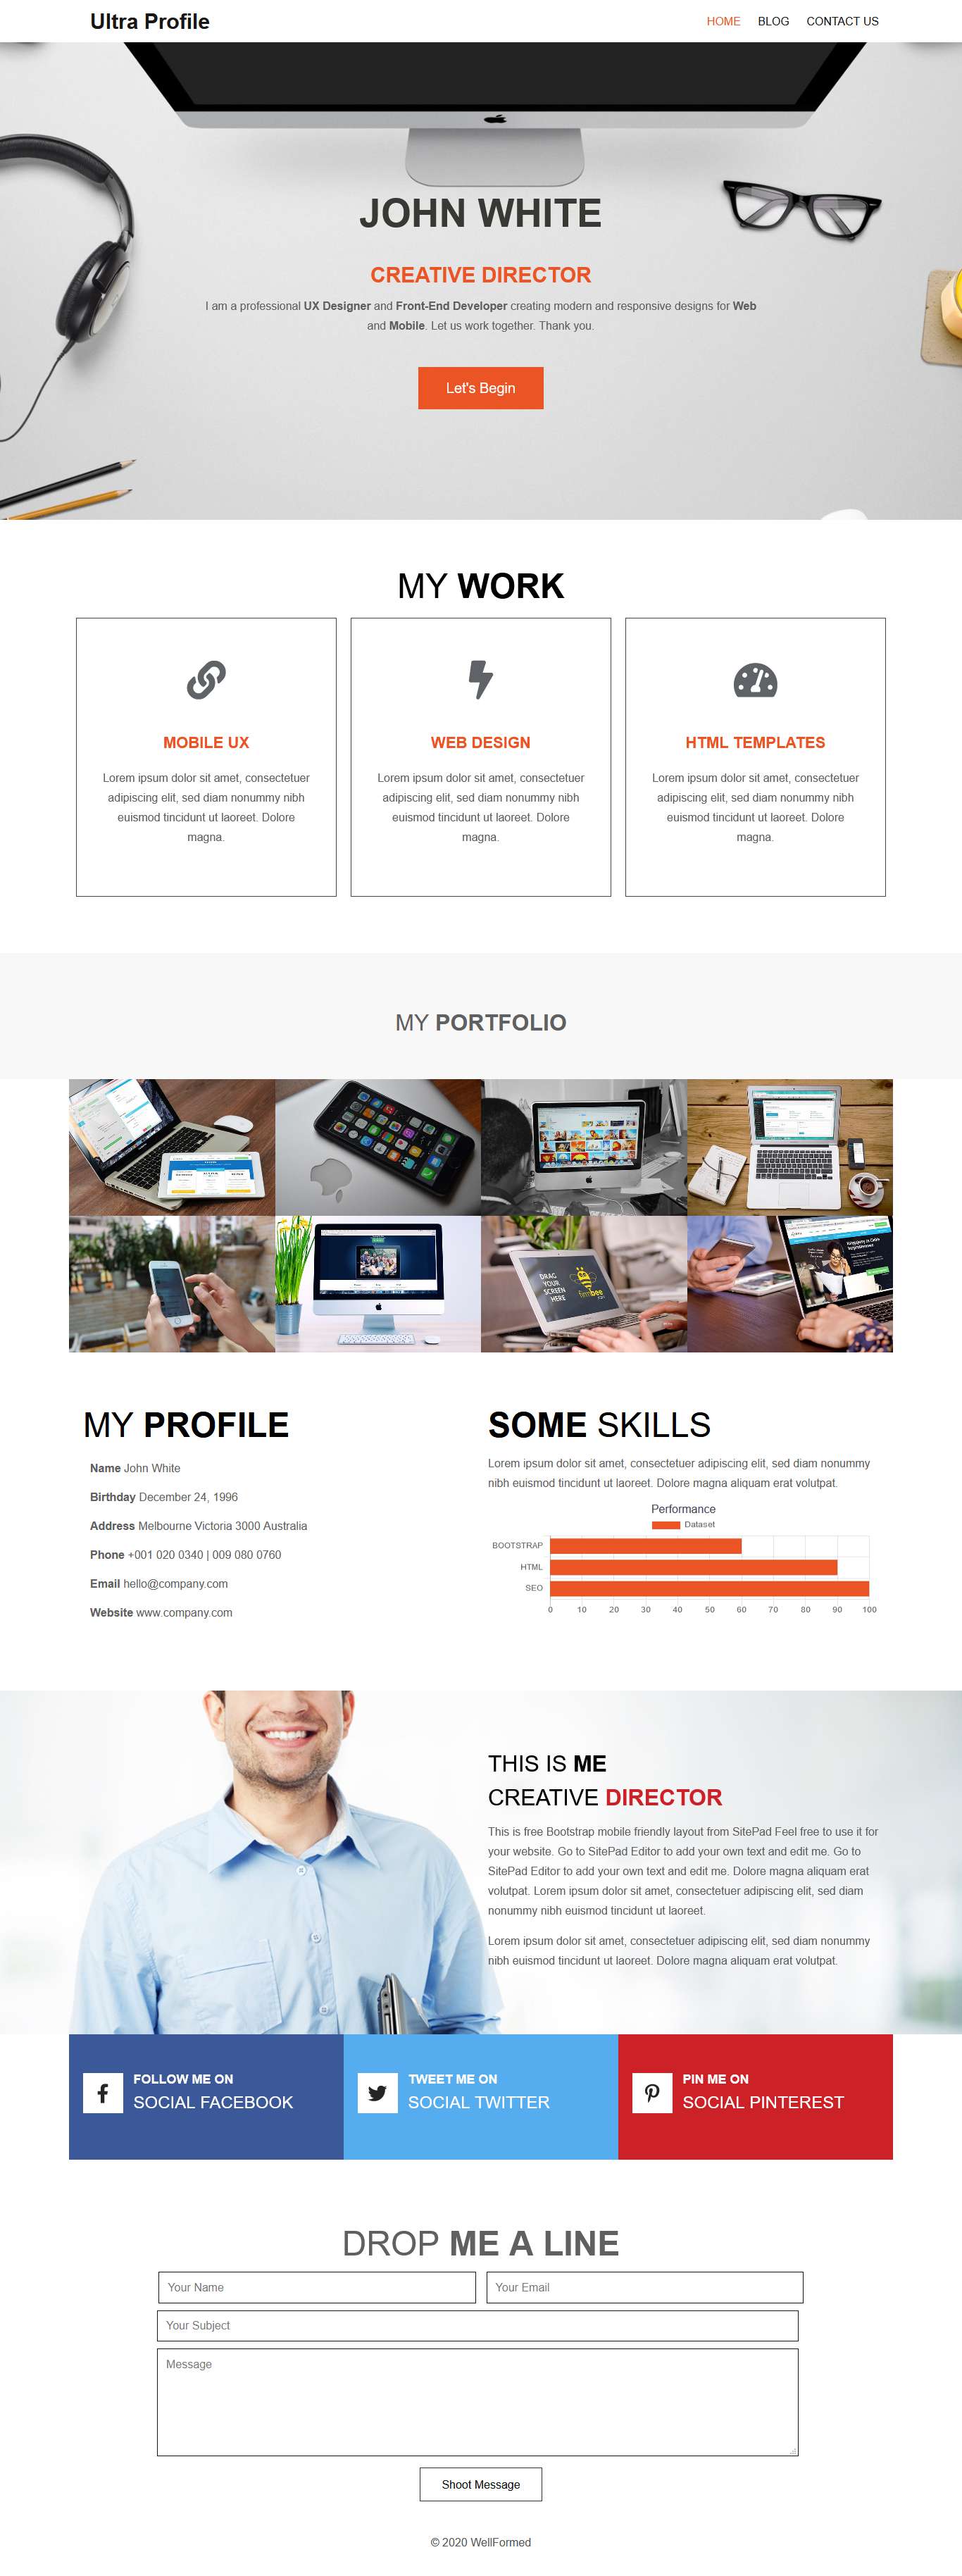 Ultra Profile
HOME BLOG CONTACT US
JOHN WHITE
CREATIVE DIRECTOR
I am a professional UX Designer and Front-End Developer creating modern and responsive designs for Web
and Mobile. Let us work together. Thank you.
Let's Begin
MY WORK
MOBILE UX
Lorem ipsum dolor sit amet, consectetuer
adipiscing elit, sed diam nonummy nibh
euismod tincidunt ut laoreet. Dolore
magna.
WEB DESIGN
Lorem ipsum dolor sit amet, consectetuer
adipiscing elit, sed diam nonummy nibh
euismod tincidunt ut laoreet. Dolore
magna.
HTML TEMPLATES
Lorem ipsum dolor sit amet, consectetuer
adipiscing elit, sed diam nonummy nibh
euismod tincidunt ut laoreet. Dolore
magna.
MY PORTFOLIO
DRAG
YOUR
SCREEN
HERE
firmbee
MY PROFILE
Name John White
Birthday December 24, 1996
Address Melbourne Victoria 3000 Australia
Phone +001 020 0340 | 009 080 0760
Email hello@company.com
Website www.company.com
SOME SKILLS
Lorem ipsum dolor sit amet, consectetuer adipiscing elit, sed diam nonummy
nibh euismod tincidunt ut laoreet. Dolore magna aliquam erat volutpat.
Performance
Dataset
BOOTSTRAP
HTML
SEO
0 10 20 30 40 50 60 70 80 90 100
THIS IS ME
CREATIVE DIRECTOR
This is free Bootstrap mobile friendly layout from SitePad Feel free to use it for
your website. Go to SitePad Editor to add your own text and edit me. Go to
SitePad Editor to add your own text and edit me. Dolore magna aliquam erat
volutpat. Lorem ipsum dolor sit amet, consectetuer adipiscing elit, sed diam
nonummy nibh euismod tincidunt ut laoreet.
Lorem ipsum dolor sit amet, consectetuer adipiscing elit, sed diam nonummy
nibh euismod tincidunt ut laoreet. Dolore magna aliquam erat volutpat.
FOLLOW ME ON
SOCIAL FACEBOOK
TWEET ME ON
SOCIAL TWITTER
PIN ME ON
SOCIAL PINTEREST
DROP ME A LINE
Your Name
Your Email
Your Subject
Message
Shoot Message
© 2020 WellFormed